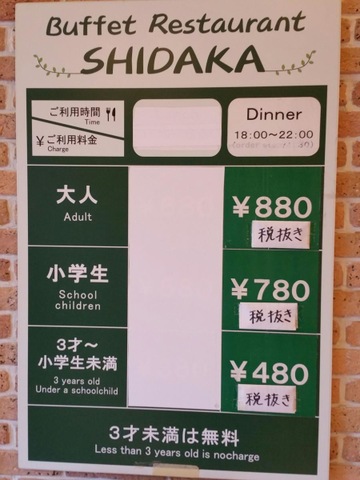 Buffet Restaurant
SHIDAKA
ご利用時間
Time
¥ご利用料金
Charge
Dinner
18:00〜22:00
大人
Adult
¥880
税抜き
小学生
School
children
¥780
税抜き
3才〜
小学生未満
3 years old
Under a schoolchild
¥480
税抜き
3才未満は無料
Less than 3 years old is nocharge